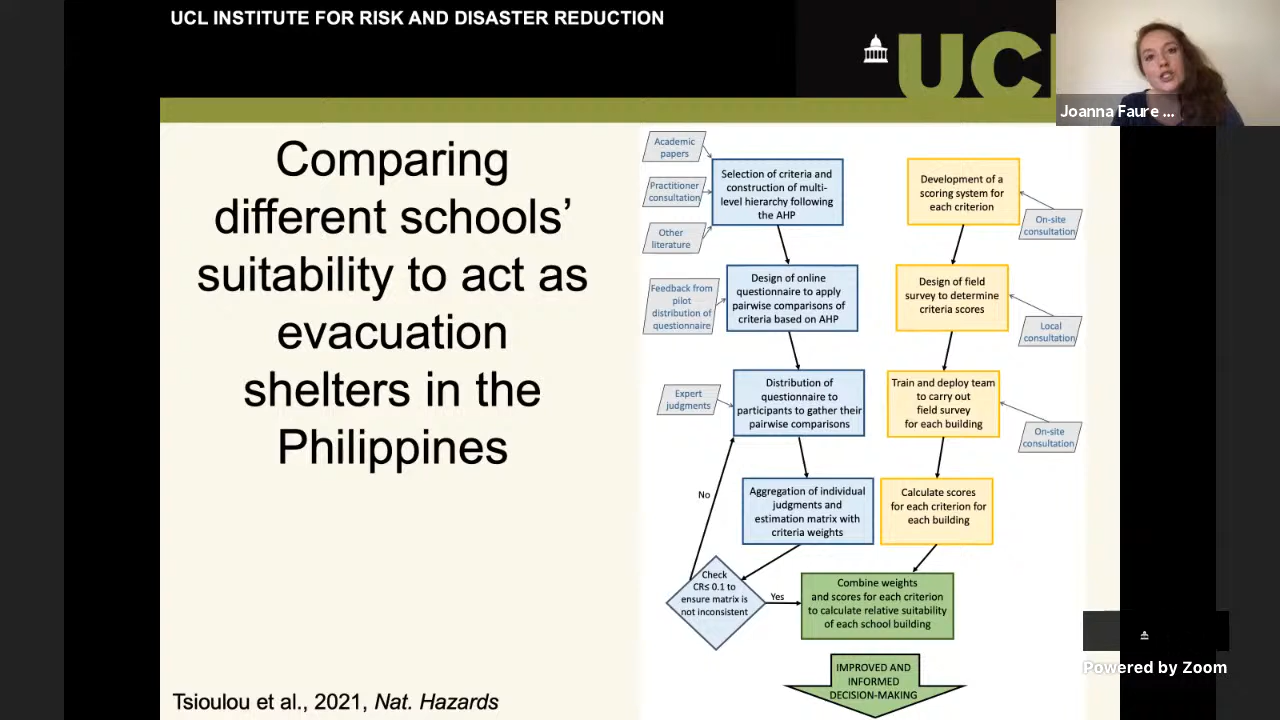 UCL INSTITUTE FOR RISK AND DISASTER REDUCTION
UC
Joanna Faure ...
Comparing
different schools’
suitability to act as
evacuation
shelters in the
Philippines
Tsioulou et al., 2021, Nat. Hazards
Academic
papers
Practitioner
consultation
Other
literature
Selection of criteria and
construction of multi-
level hierarchy following
the AHP
Development of a
scoring system for
each criterion
On-site
consultation
Feedback from
pilot
distribution of
questionnaire
Design of online
questionnaire to apply
pairwise comparisons of
criteria based on AHP
Design of field
survey to determine
criteria scores
Local
consultation
Expert
judgments
Distribution of
questionnaire to
participants to gather their
pairwise comparisons
Train and deploy team
to carry out
field survey
for each building
On-site
consultation
No
Aggregation of individual
judgments and
estimation matrix with
criteria weights
Calculate scores
for each criterion for
each building
Check
CR≤ 0.1 to
ensure matrix is
not inconsistent
Yes
Combine weights
and scores for each criterion
to calculate relative suitability
of each school building
IMPROVED AND
INFORMED
DECISION-MAKING
Powered by Zoom